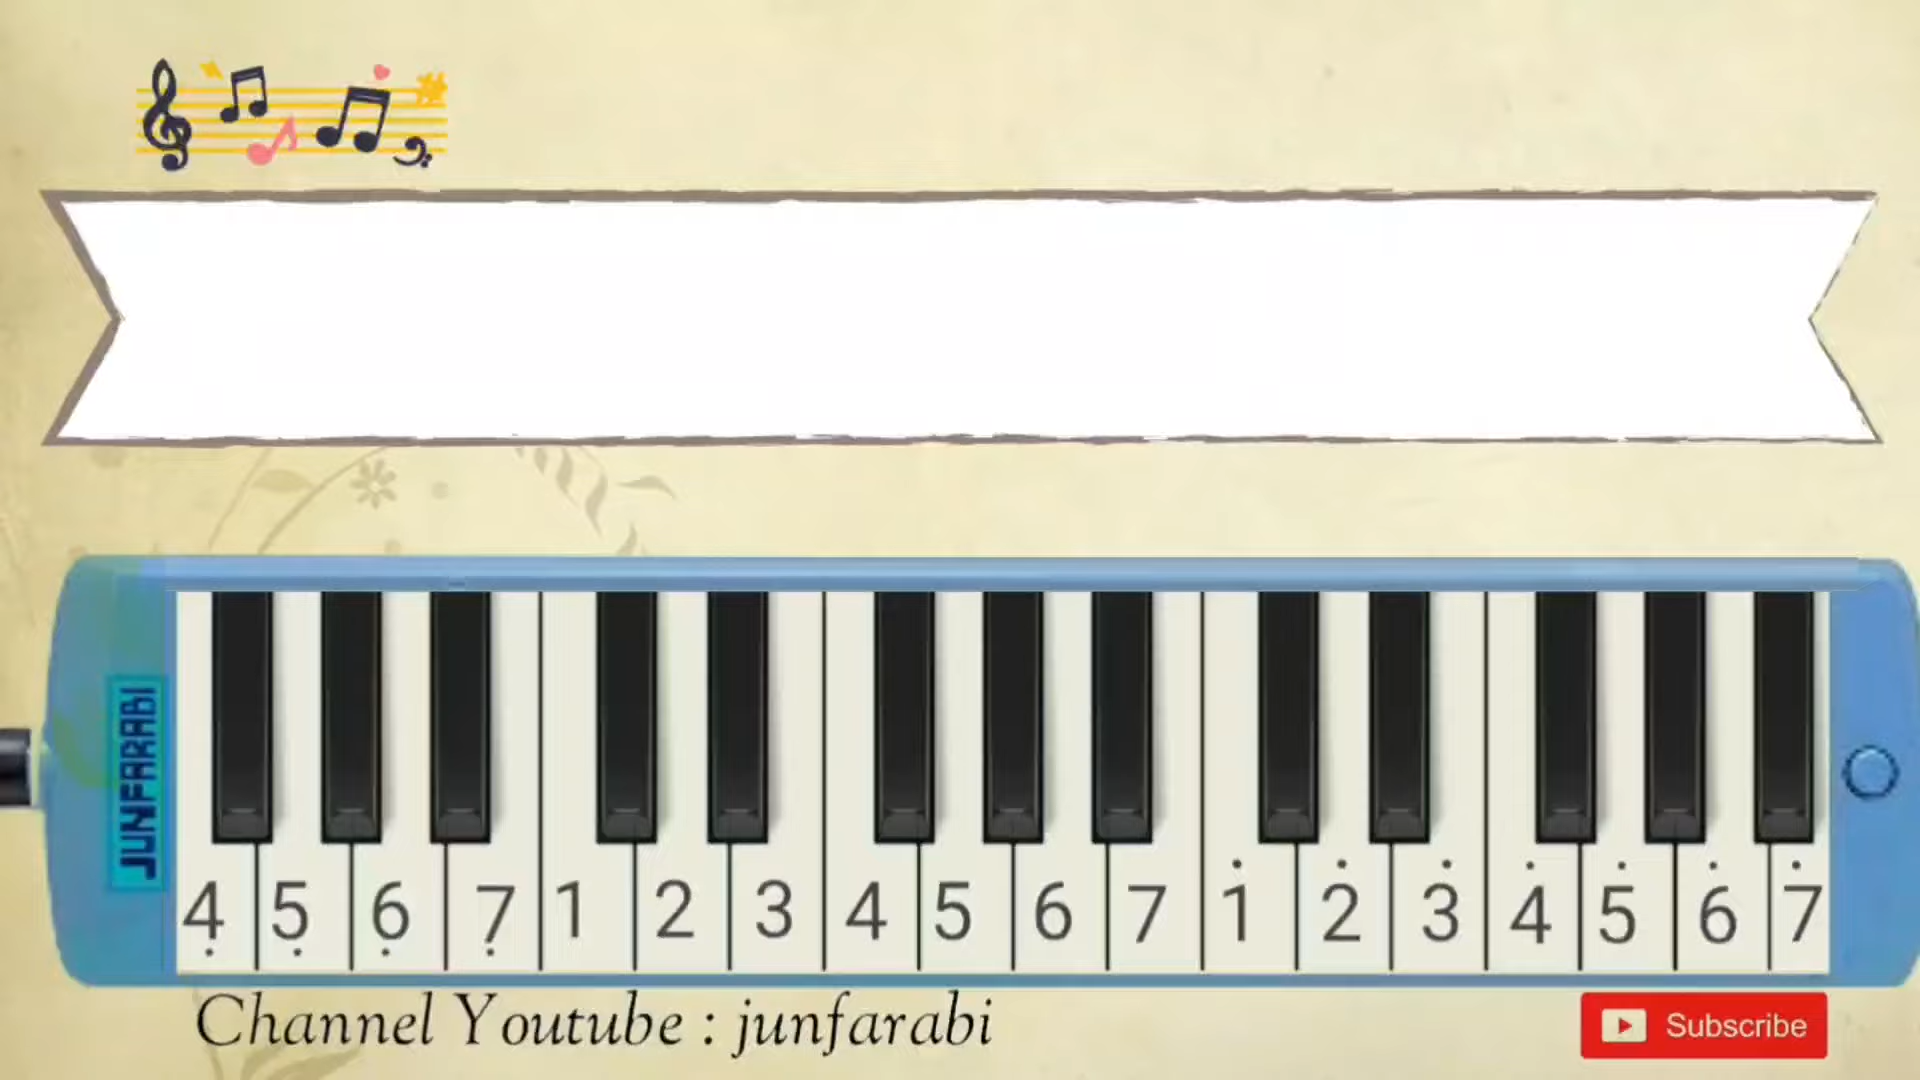 JUNFARABI
4̣ 5̣ 6̣ 7̣ 1 2 3 4 5 6 7 1̇ 2̇ 3̇ 4̇ 5̇ 6̇ 7̇
Channel Youtube : junfarabi
Subscribe